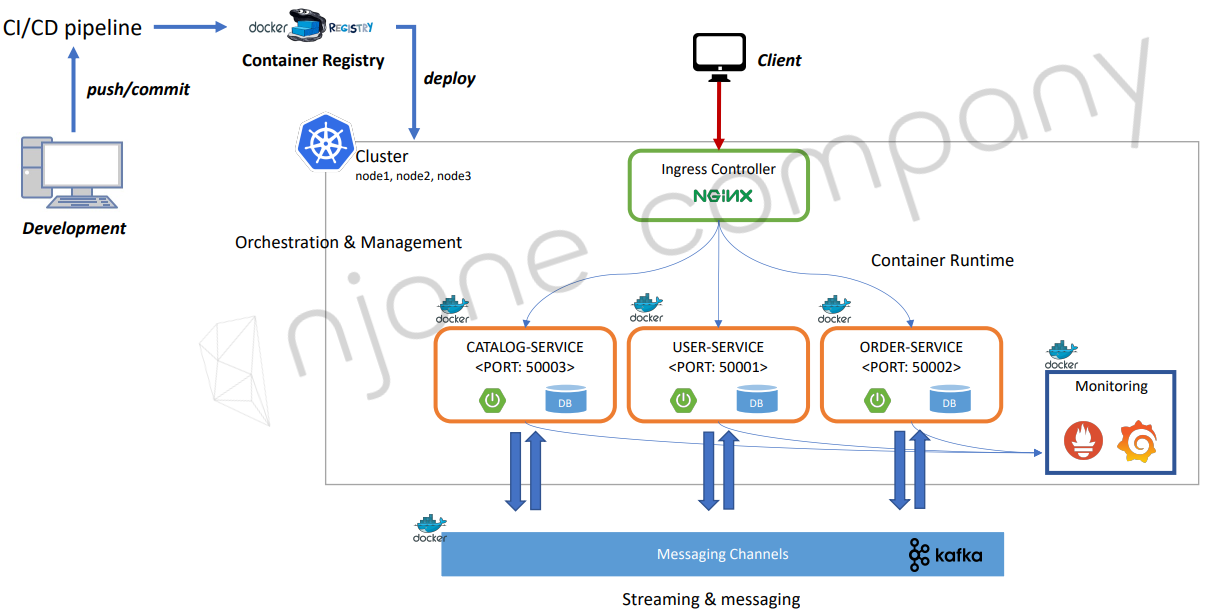 CI/CD pipeline
docker REGISTRY
Container Registry
push/commit
deploy
Client
Development
Cluster
node1, node2, node3
Ingress Controller
NGiNX
Orchestration & Management
Container Runtime
docker
docker
docker
CATALOG-SERVICE
<PORT: 50003>
DB
USER-SERVICE
<PORT: 50001>
DB
ORDER-SERVICE
<PORT: 50002>
DB
docker
Monitoring
docker
Messaging Channels
kafka
Streaming & messaging
njone company